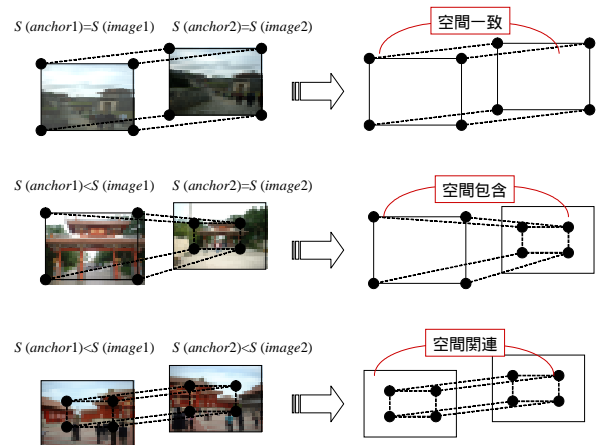 S (anchor1)=S (image1) S (anchor2)=S (image2)
空間一致
S (anchor1)<S (image1) S (anchor2)=S (image2)
空間包含
S (anchor1)<S (image1) S (anchor2)<S (image2)
空間関連